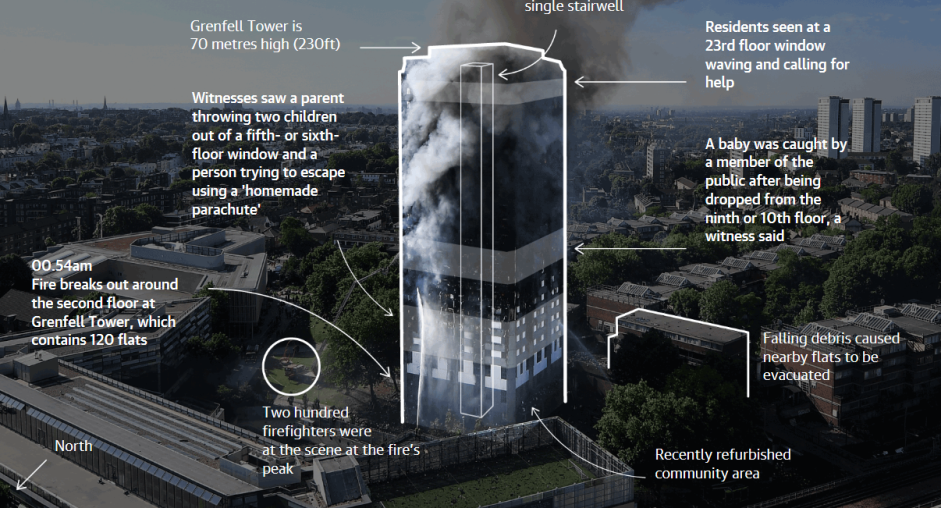 single stairwell
Grenfell Tower is
70 metres high (230ft)
Residents seen at a
23rd floor window
waving and calling for
help
Witnesses saw a parent
throwing two children
out of a fifth- or sixth-
floor window and a
person trying to escape
using a 'homemade
parachute'
A baby was caught by
a member of the
public after being
dropped from the
ninth or 10th floor, a
witness said
00.54am
Fire breaks out around
the second floor at
Grenfell Tower, which
contains 120 flats
Falling debris caused
nearby flats to be
evacuated
Two hundred
firefighters were
at the scene at the fire's
peak
North
Recently refurbished
community area